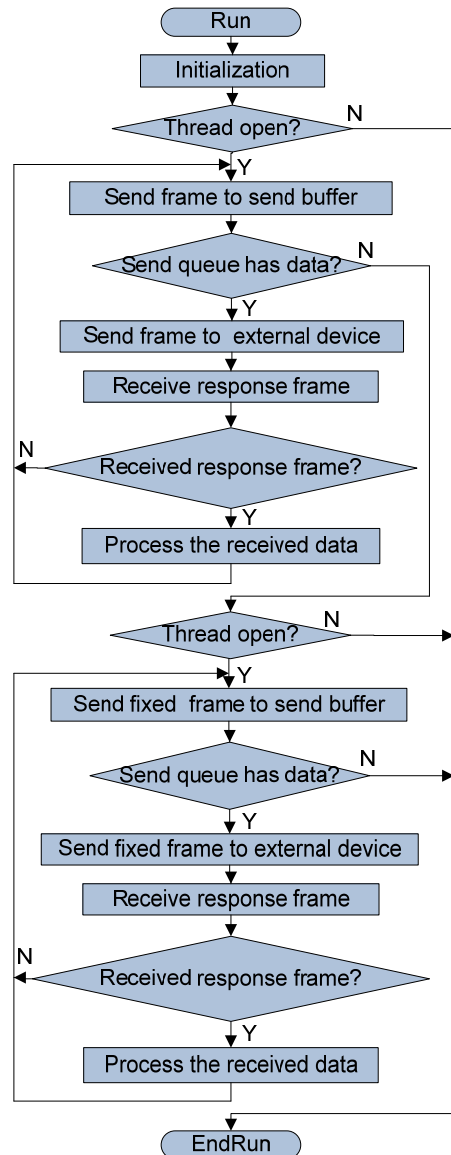 Run
Initialization
Thread open?
N
Y
Send frame to send buffer
Send queue has data?
N
Y
Send frame to external device
Receive response frame
N
Received response frame?
Y
Process the received data
Thread open?
N
Y
Send fixed frame to send buffer
Send queue has data?
N
Y
Send fixed frame to external device
Receive response frame
N
Received response frame?
Y
Process the received data
EndRun